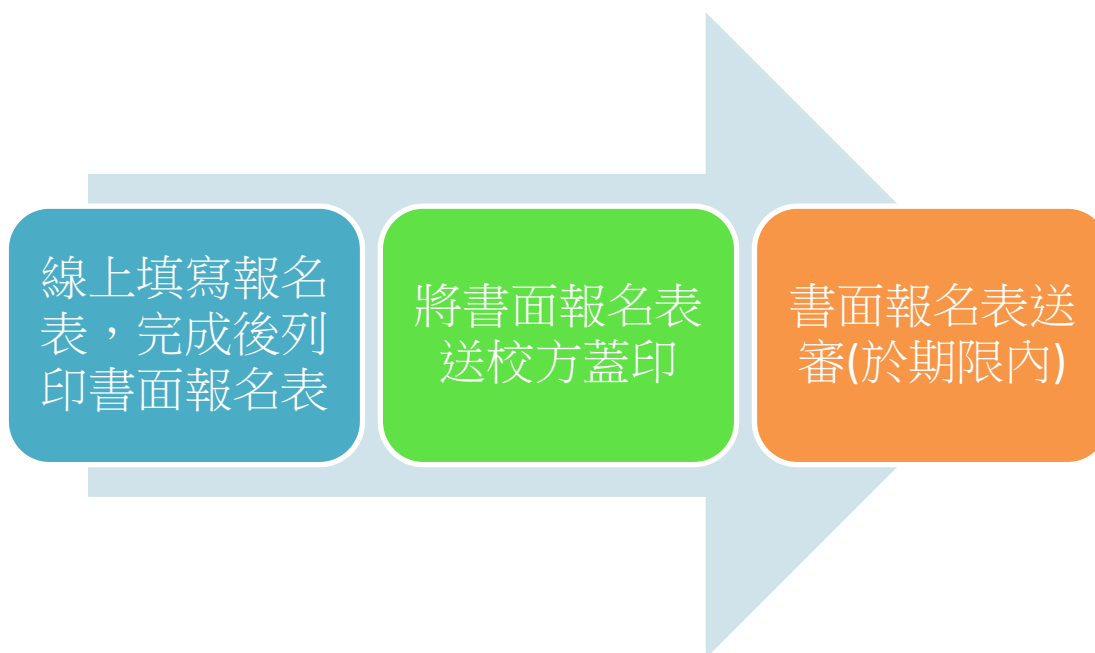 線上填寫報名
表，完成後列
印書面報名表
將書面報名表
送校方蓋印
書面報名表送
審(於期限內)